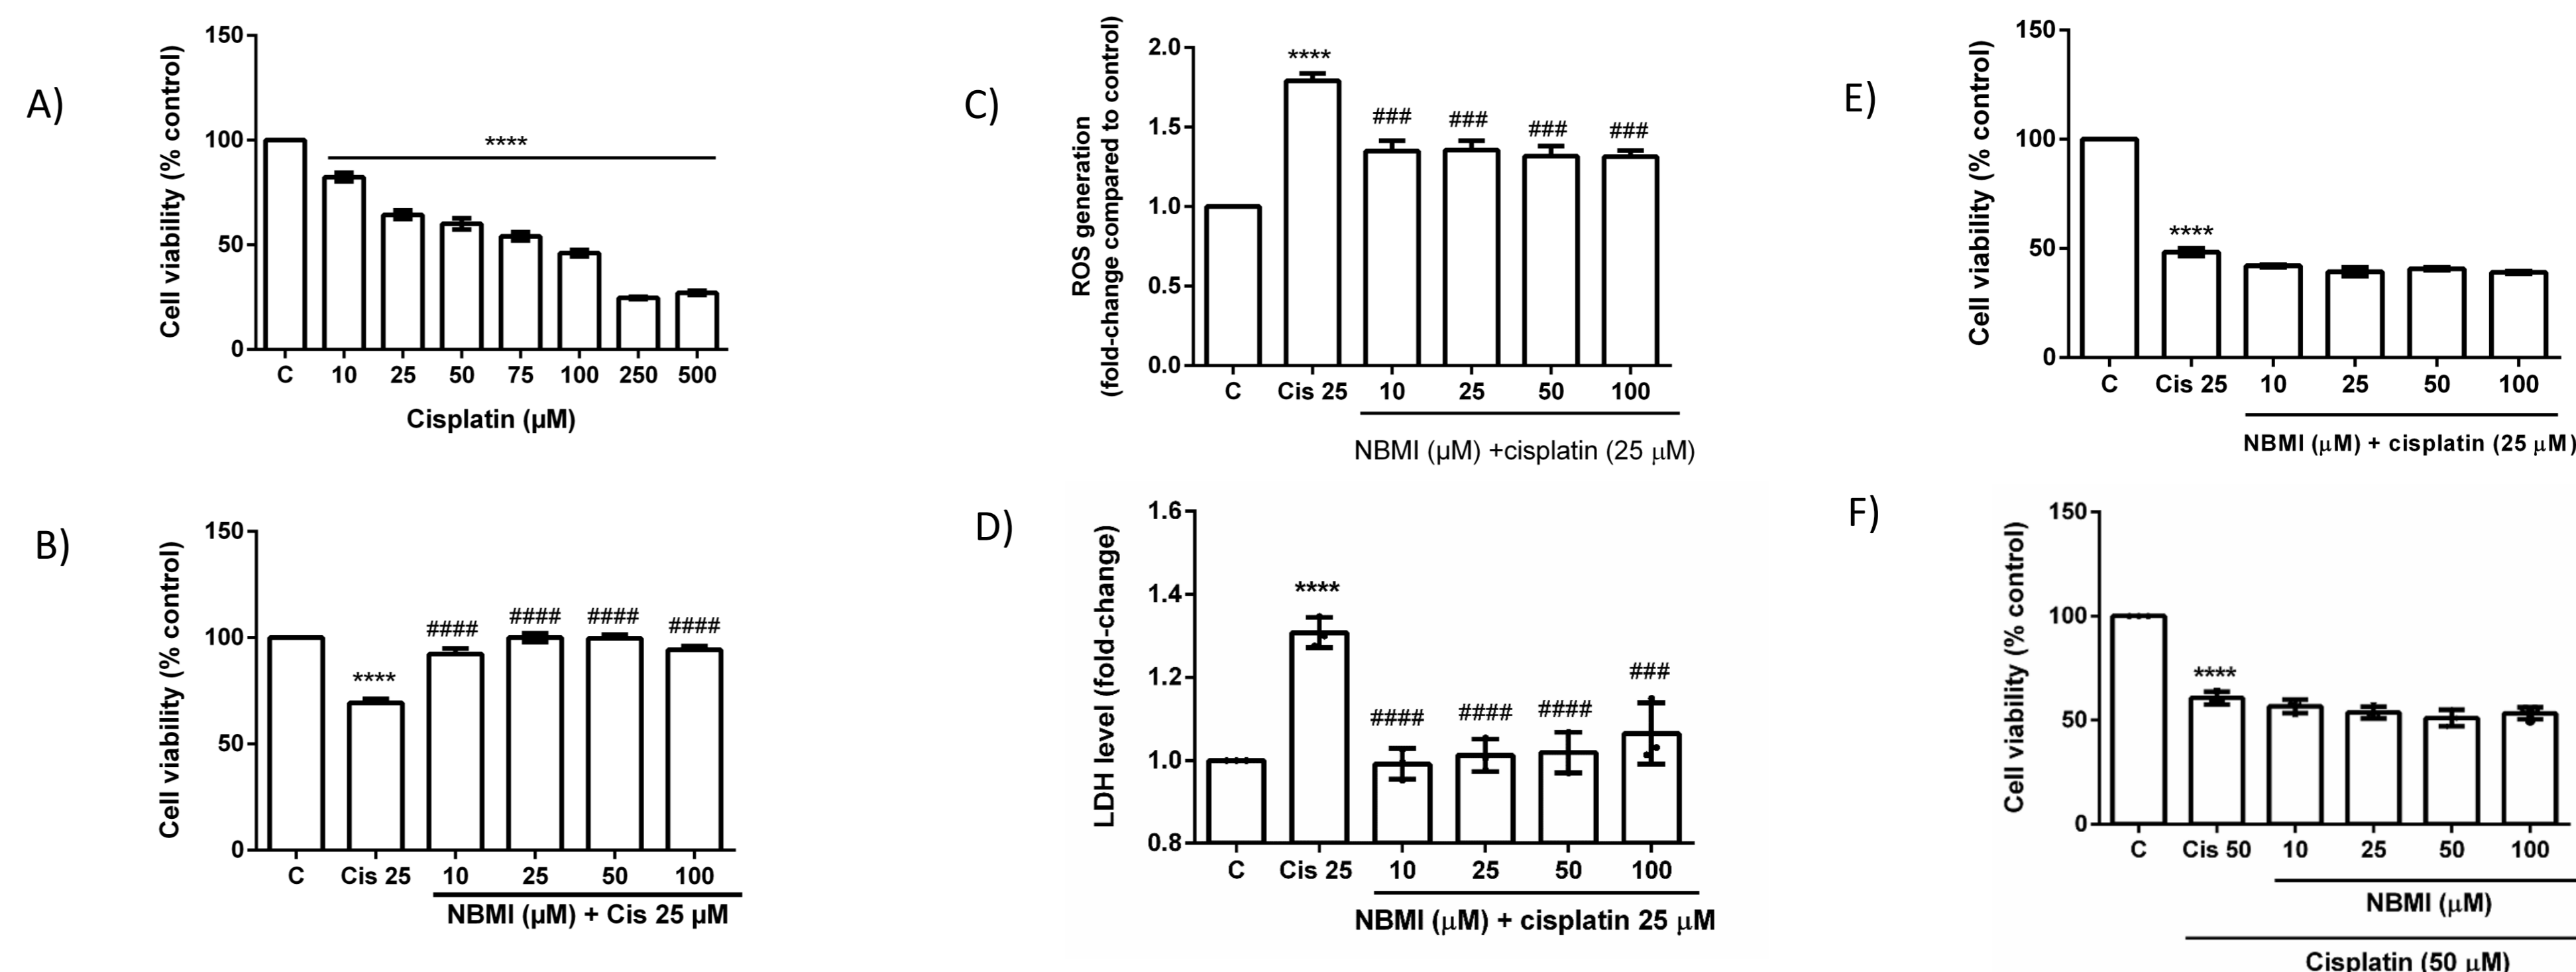 A)
Cell viability (% control)
150
100
50
0
****
C 10 25 50 75 100 250 500
Cisplatin (µM)
B)
Cell viability (% control)
150
100
50
0
****
####
####
####
####
C Cis 25 10 25 50 100
NBMI (µM) + Cis 25 µM
C)
ROS generation
(fold-change compared to control)
2.0
1.5
1.0
0.5
0.0
****
###
###
###
###
C Cis 25 10 25 50 100
NBMI (µM) +cisplatin (25 µM)
D)
LDH level (fold-change)
1.6
1.4
1.2
1.0
0.8
****
####
####
####
###
C Cis 25 10 25 50 100
NBMI (µM) + cisplatin 25 µM
E)
Cell viability (% control)
150
100
50
0
****
C Cis 25 10 25 50 100
NBMI (µM) + cisplatin (25 µM)
F)
Cell viability (% control)
150
100
50
0
****
C Cis 50 10 25 50 100
NBMI (µM)
Cisplatin (50 µM)